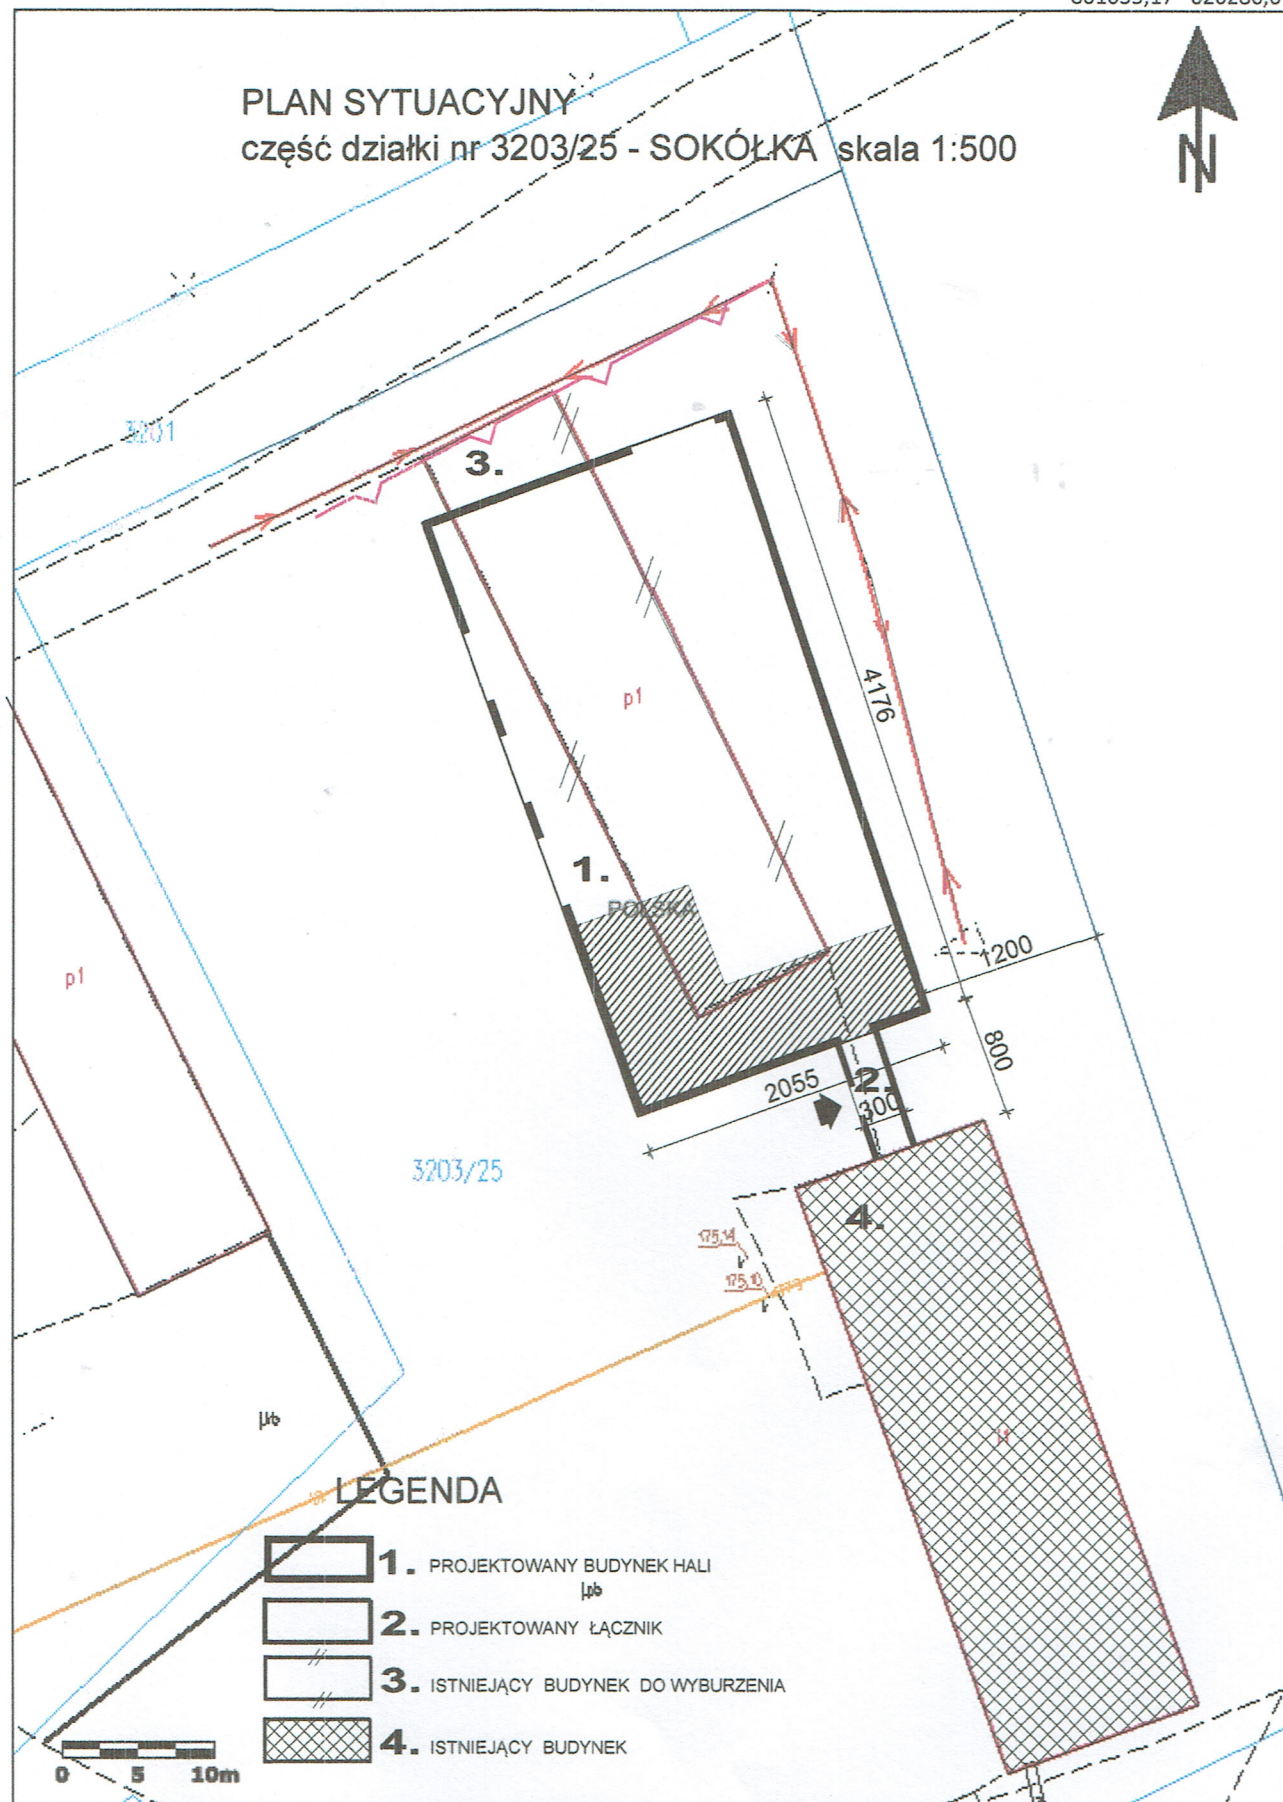 PLAN SYTUACYJNY
część działki nr 3203/25 - SOKÓŁKA skala 1:500
N
3201
3.
p1
4176
1.
POLSKA
p1
1200
800
2055
2.
300
3203/25
4.
175,14
175,10
LEGENDA
1. PROJEKTOWANY BUDYNEK HALI
2. PROJEKTOWANY ŁĄCZNIK
3. ISTNIEJĄCY BUDYNEK DO WYBURZENIA
4. ISTNIEJĄCY BUDYNEK
0 5 10m